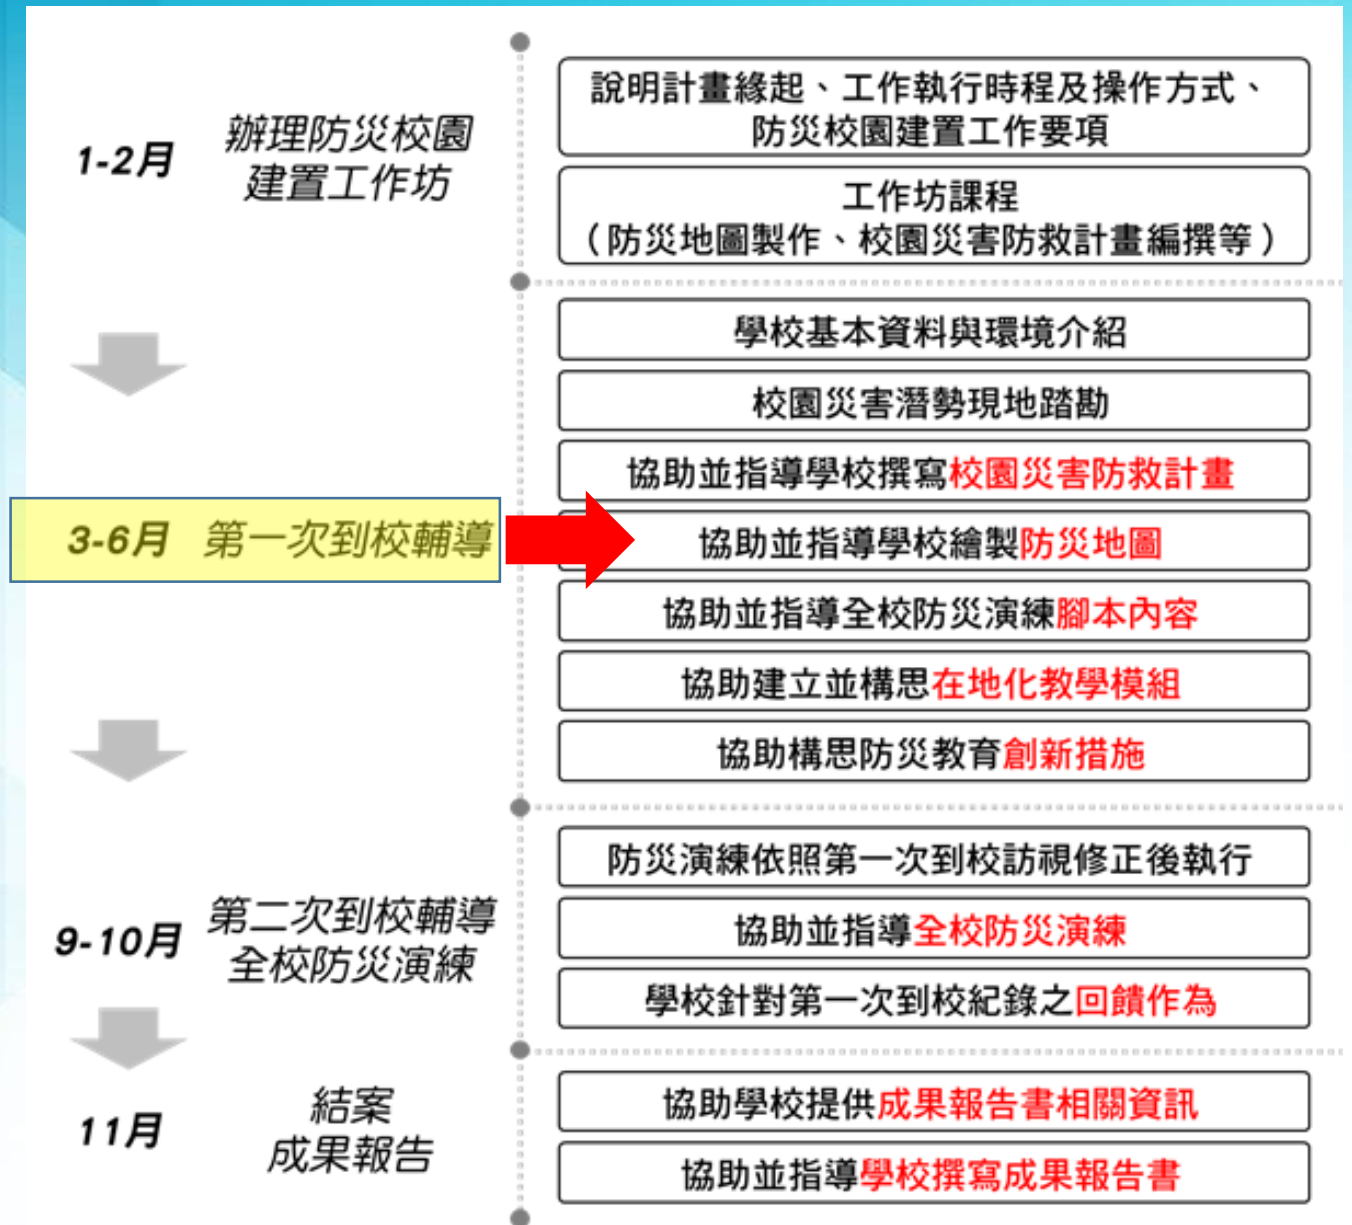 1-2月
辦理防災校園
建置工作坊
說明計畫緣起、工作執行時程及操作方式、
防災校園建置工作要項
工作坊課程
（防災地圖製作、校園災害防救計畫編撰等）
3-6月 第一次到校輔導
學校基本資料與環境介紹
校園災害潛勢現地踏勘
協助並指導學校撰寫校園災害防救計畫
協助並指導學校繪製防災地圖
協助並指導全校防災演練腳本內容
協助建立並構思在地化教學模組
協助構思防災教育創新措施
9-10月
第二次到校輔導
全校防災演練
防災演練依照第一次到校訪視修正後執行
協助並指導全校防災演練
學校針對第一次到校紀錄之回饋作為
11月
結案
成果報告
協助學校提供成果報告書相關資訊
協助並指導學校撰寫成果報告書